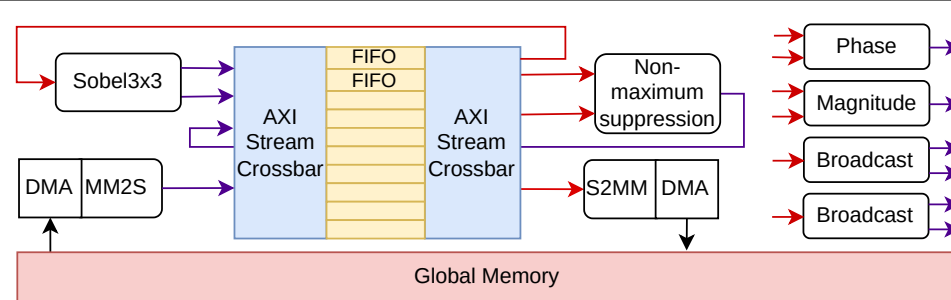 Sobel3x3
DMA
MM2S
AXI
Stream
Crossbar
FIFO
FIFO
AXI
Stream
Crossbar
Non-
maximum
suppression
S2MM
DMA
Phase
Magnitude
Broadcast
Broadcast
Global Memory